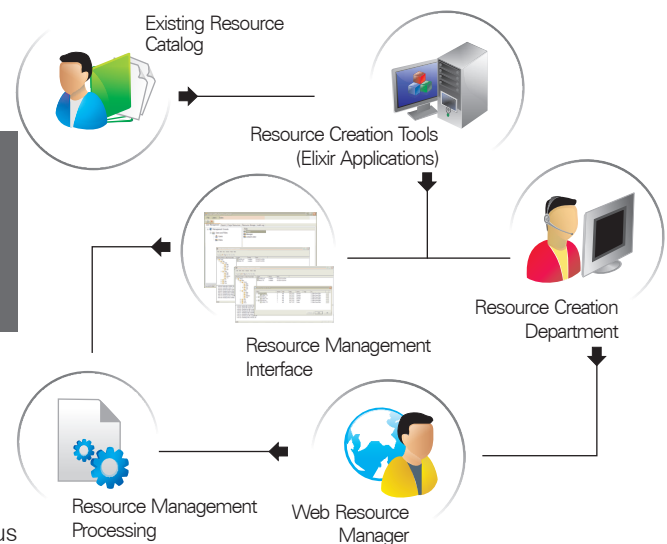 Existing Resource
Catalog
Resource Creation Tools
(Elixir Applications)
Resource Creation
Department
Resource Management
Interface
Resource Management
Processing
Web Resource
Manager
us